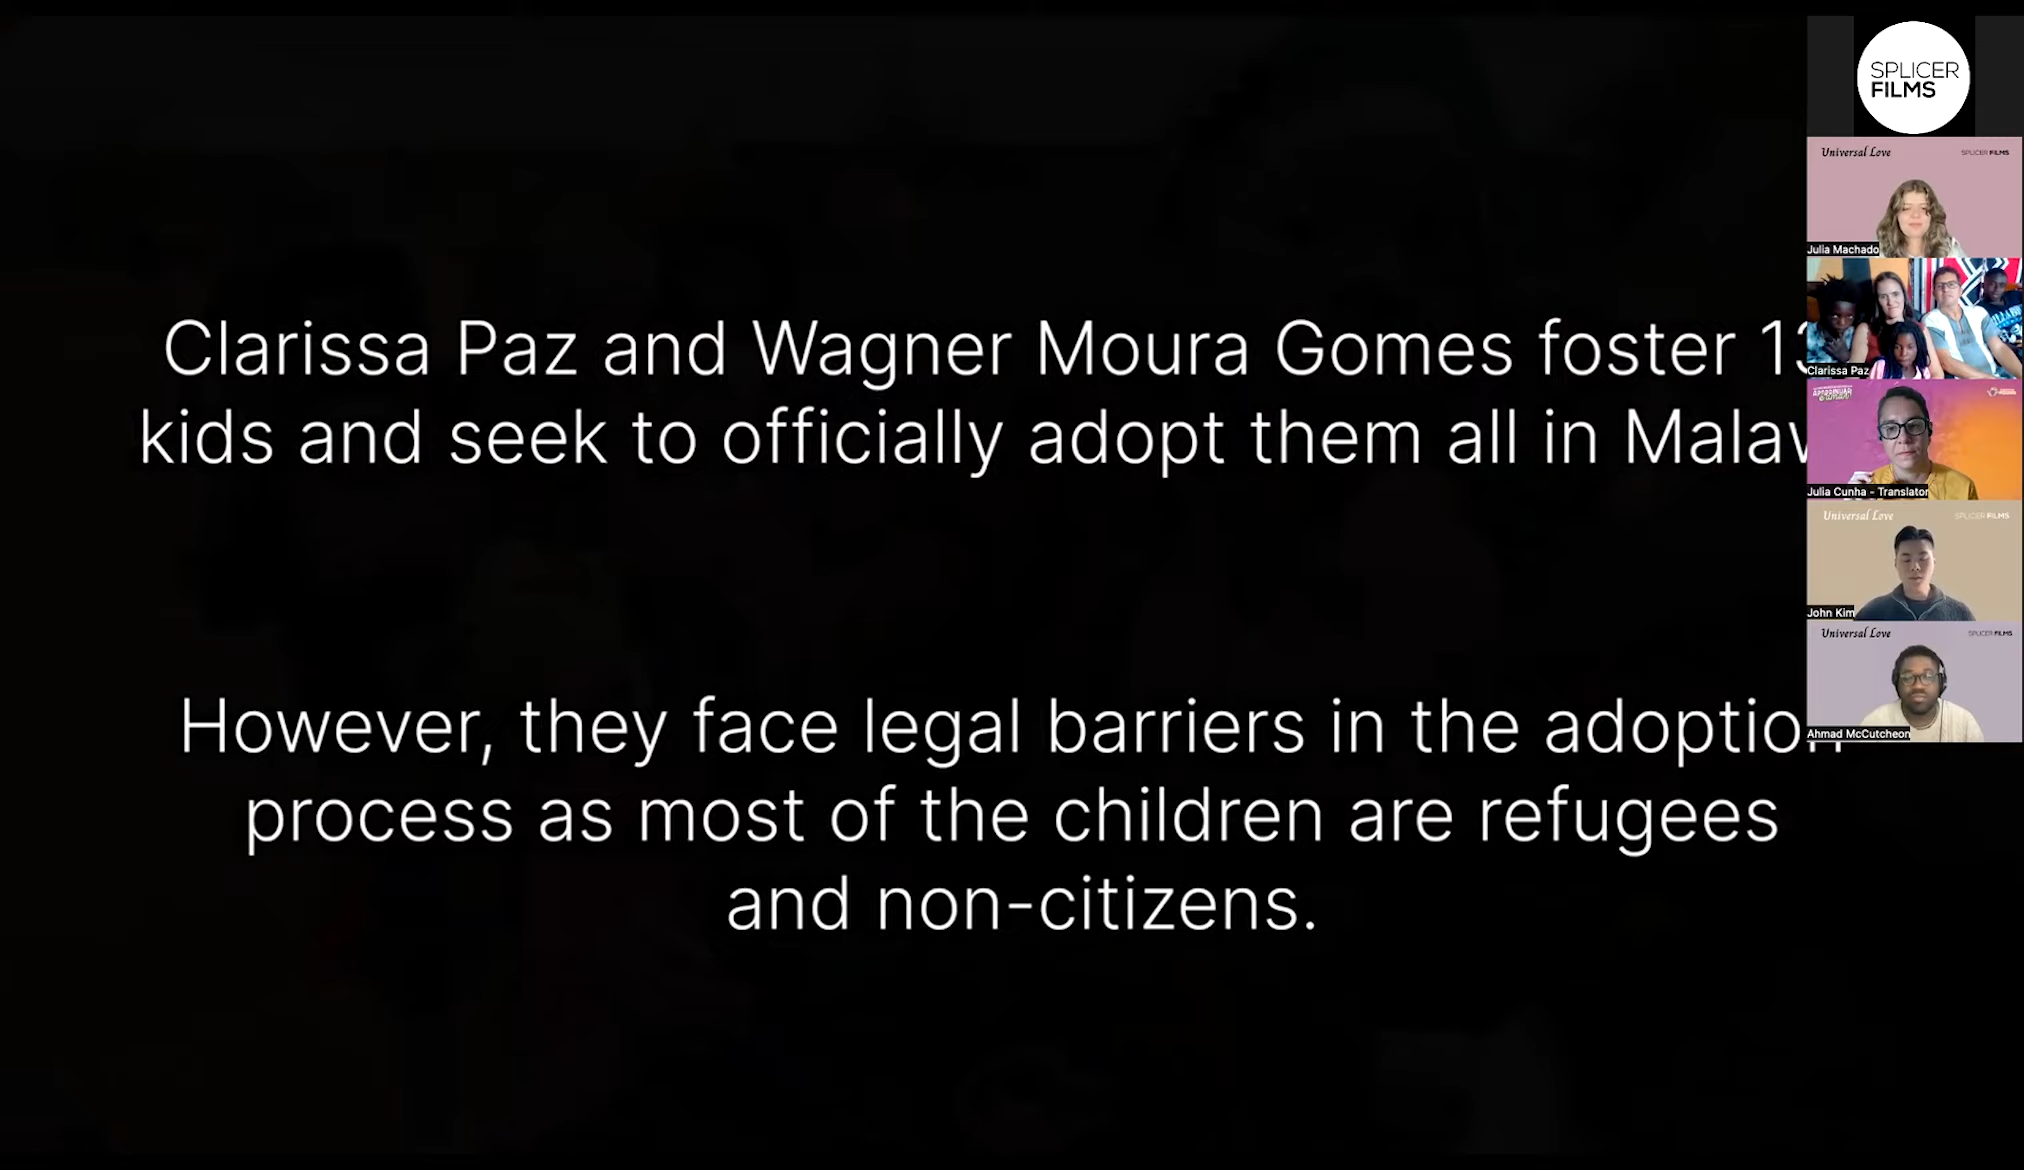 Clarissa Paz and Wagner Moura Gomes foster 13
kids and seek to officially adopt them all in
However, they face legal barriers in the adoption
process as most of the children are refugees
and non-citizens.
SPLICER
FILMS
Universal Love
SPLICER FILMS
Julia Machado
Clarissa Paz
Julia Cunha - Translator
Universal Love
SPLICER FILMS
John Kim
Universal Love
SPLICER FILMS
Ahmad McCutcheon